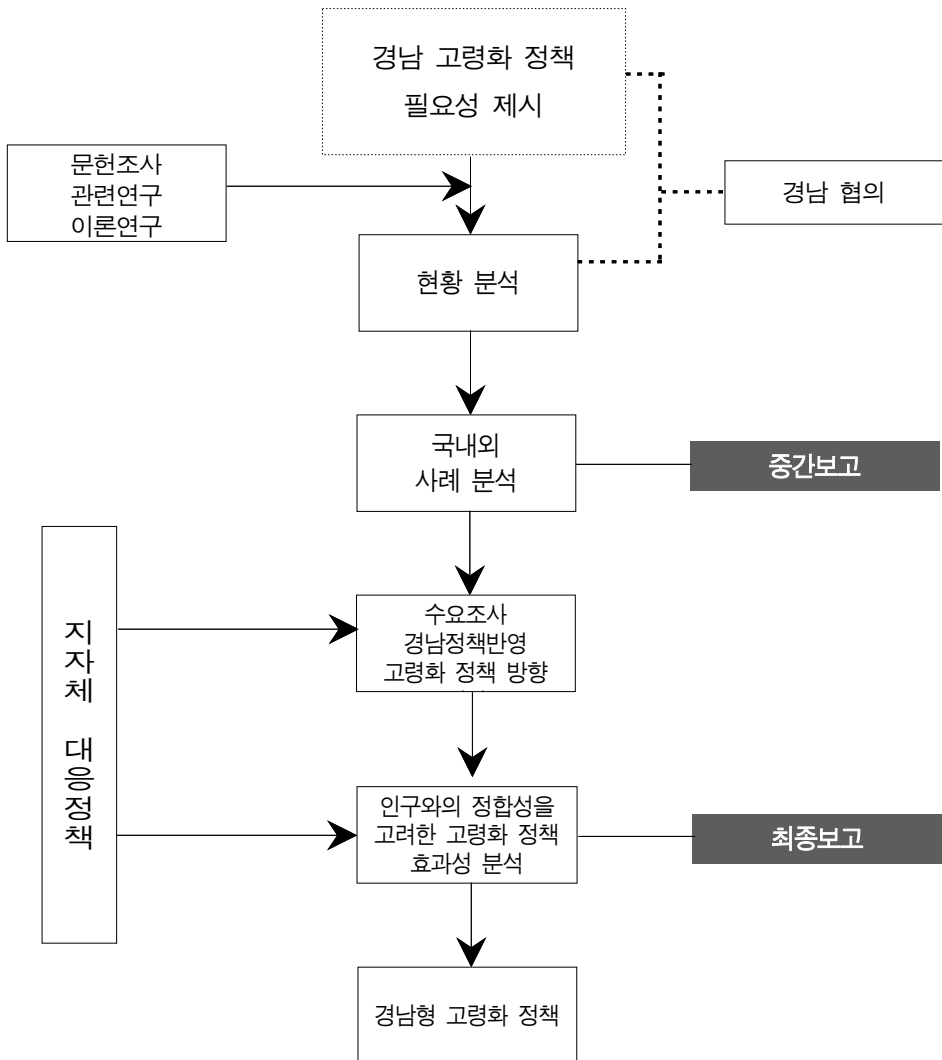 경남 고령화 정책
필요성 제시
문헌조사
관련연구
이론연구
경남 협의
현황 분석
국내외
사례 분석
중간보고
지자체 대응정책
수요조사
경남정책반영
고령화 정책 방향
인구와의 정합성을
고려한 고령화 정책
효과성 분석
최종보고
경남형 고령화 정책